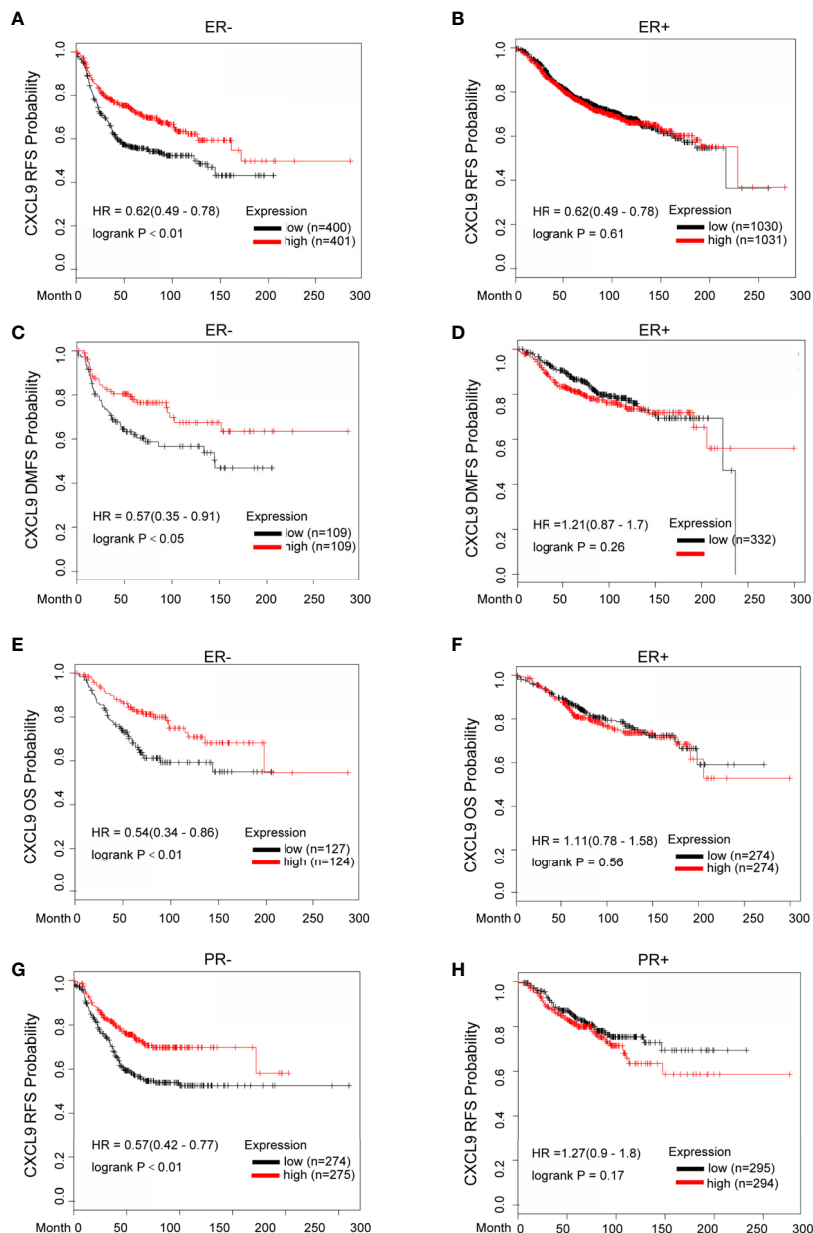 A
ER-
CXCL9 RFS Probability
1.0
0.8
0.6
0.4
0.2
0.0
HR = 0.62(0.49 - 0.78)
logrank P < 0.01
Expression
low (n=400)
high (n=401)
Month 0 50 100 150 200 250 300
B
ER+
CXCL9 RFS Probability
1.0
0.8
0.6
0.4
0.2
0.0
HR = 0.62(0.49 - 0.78)
logrank P = 0.61
Expression
low (n=1030)
high (n=1031)
0 50 100 150 200 250 300
C
ER-
CXCL9 DMFS Probability
1.0
0.8
0.6
0.4
0.2
0.0
HR = 0.57(0.35 - 0.91)
logrank P < 0.05
Expression
low (n=109)
high (n=109)
Month 0 50 100 150 200 250 300
D
ER+
CXCL9 DMFS Probability
1.0
0.8
0.6
0.4
0.2
0.0
HR =1.21(0.87 - 1.7)
logrank P = 0.26
Expression
low (n=332)
0 50 100 150 200 250 300
E
ER-
CXCL9 OS Probability
1.0
0.8
0.6
0.4
0.2
0.0
HR = 0.54(0.34 - 0.86)
logrank P < 0.01
Expression
low (n=127)
high (n=124)
Month 0 50 100 150 200 250 300
F
ER+
CXCL9 OS Probability
1.0
0.8
0.6
0.4
0.2
0.0
HR = 1.11(0.78 - 1.58)
logrank P = 0.56
Expression
low (n=274)
high (n=274)
0 50 100 150 200 250 300
G
PR-
CXCL9 RFS Probability
1.0
0.8
0.6
0.4
0.2
0.0
HR = 0.57(0.42 - 0.77)
logrank P < 0.01
Expression
low (n=274)
high (n=275)
Month 0 50 100 150 200 250 300
H
PR+
CXCL9 RFS Probability
1.0
0.8
0.6
0.4
0.2
0.0
HR =1.27(0.9 - 1.8)
logrank P = 0.17
Expression
low (n=295)
high (n=294)
0 50 100 150 200 250 300